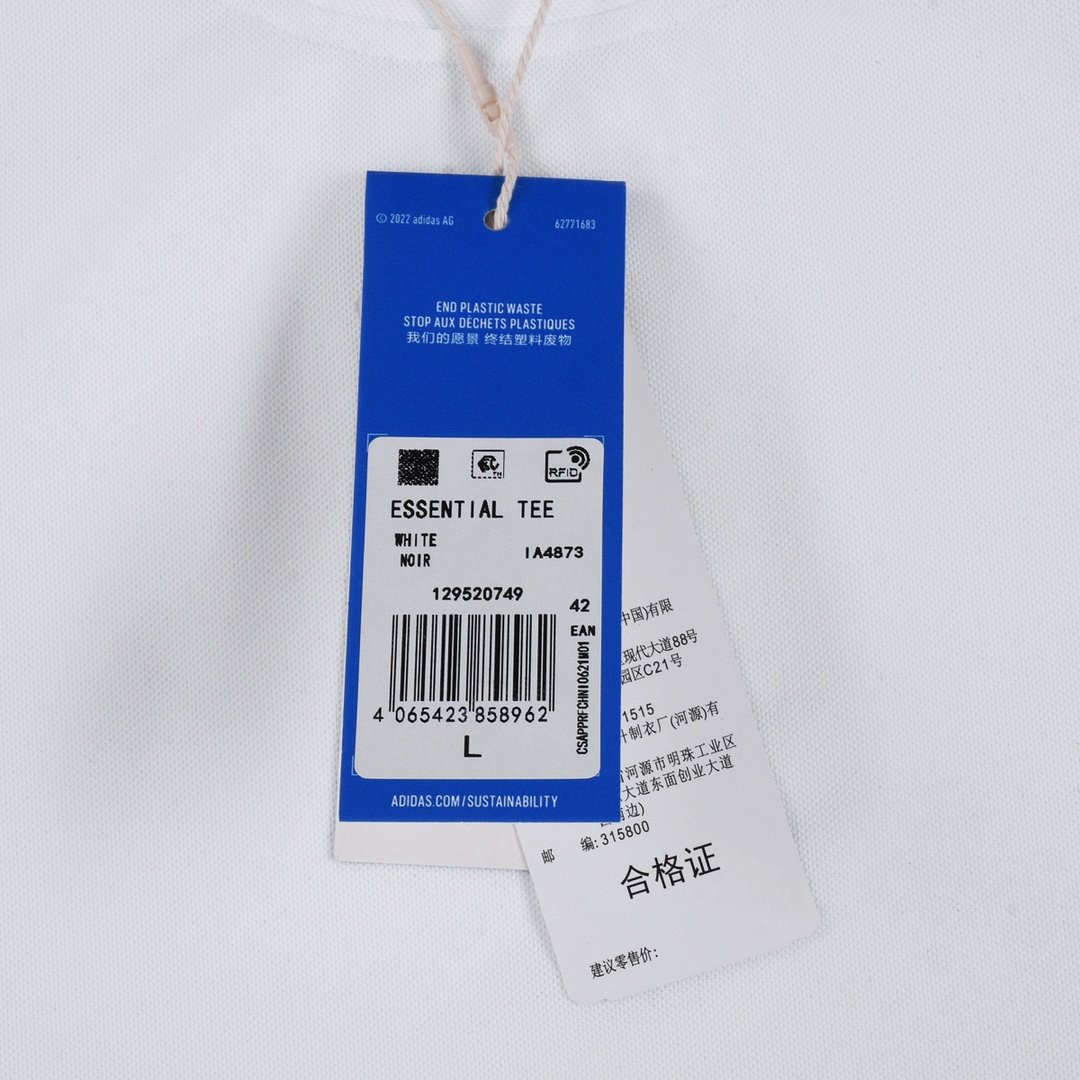 © 2022 adidas AG
62771683
END PLASTIC WASTE
STOP AUX DÉCHETS PLASTIQUES
我们的愿景 终结塑料废物
RFID
ESSENTIAL TEE
WHITE
NOIR
IA4873
129520749
42
EAN
CSAPPRFCHNI0621W01
4 065423 858962
L
ADIDAS.COM/SUSTAINABILITY
中国)有限
现代大道88号
园区C21号
1515
制衣厂(河源)有
河源市明珠工业区
大道东面创业大道
边)
邮 编:315800
合格证
建议零售价: